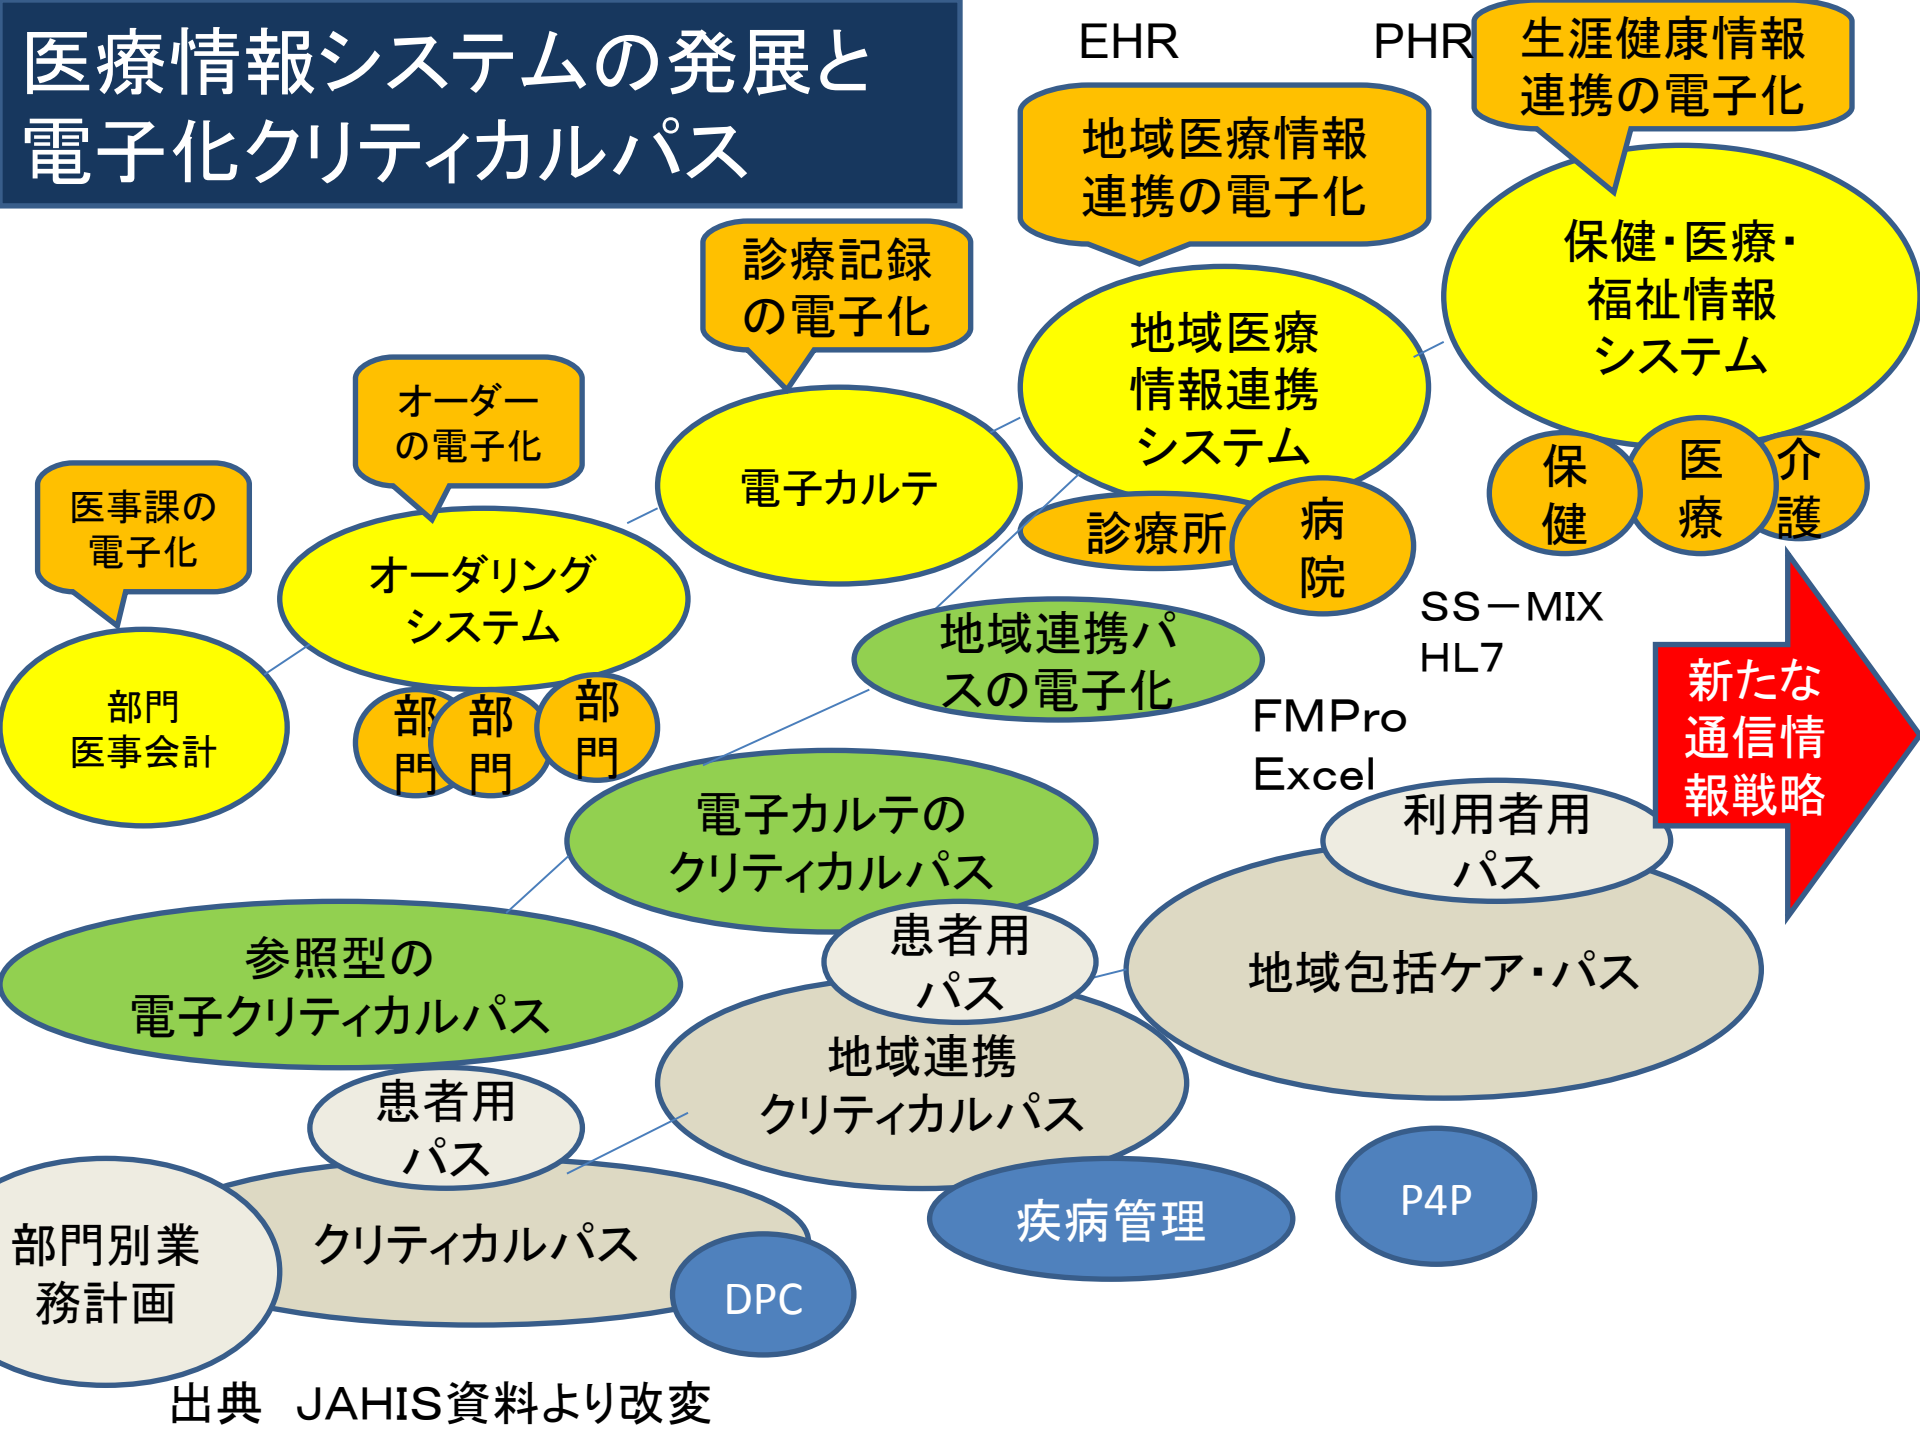 医療情報システムの発展と
電子化クリティカルパス
EHR
PHR
生涯健康情報
連携の電子化
地域医療情報
連携の電子化
診療記録
の電子化
オーダー
の電子化
医事課の
電子化
保健・医療・
福祉情報
システム
地域医療
情報連携
システム
電子カルテ
オーダリング
システム
部門
医事会計
保
健
医
療
介
護
診療所
病
院
部
門
部
門
部
門
SS－MIX
HL7
FMPro
Excel
新たな
通信情
報戦略
地域連携パ
スの電子化
電子カルテの
クリティカルパス
参照型の
電子クリティカルパス
利用者用
パス
地域包括ケア・パス
患者用
パス
地域連携
クリティカルパス
患者用
パス
クリティカルパス
部門別業
務計画
DPC
疾病管理
P4P
出典　JAHIS資料より改変